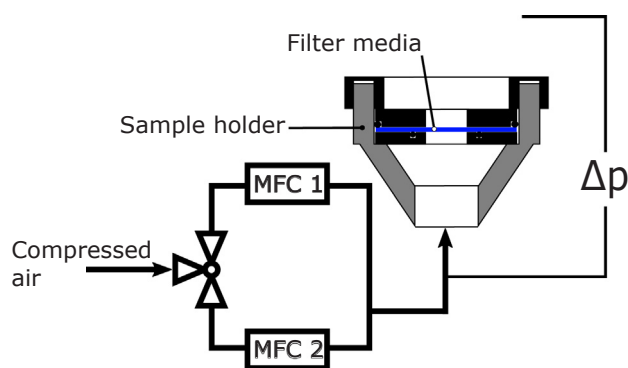 Filter media
Sample holder
Δp
MFC 1
Compressed
air
MFC 2